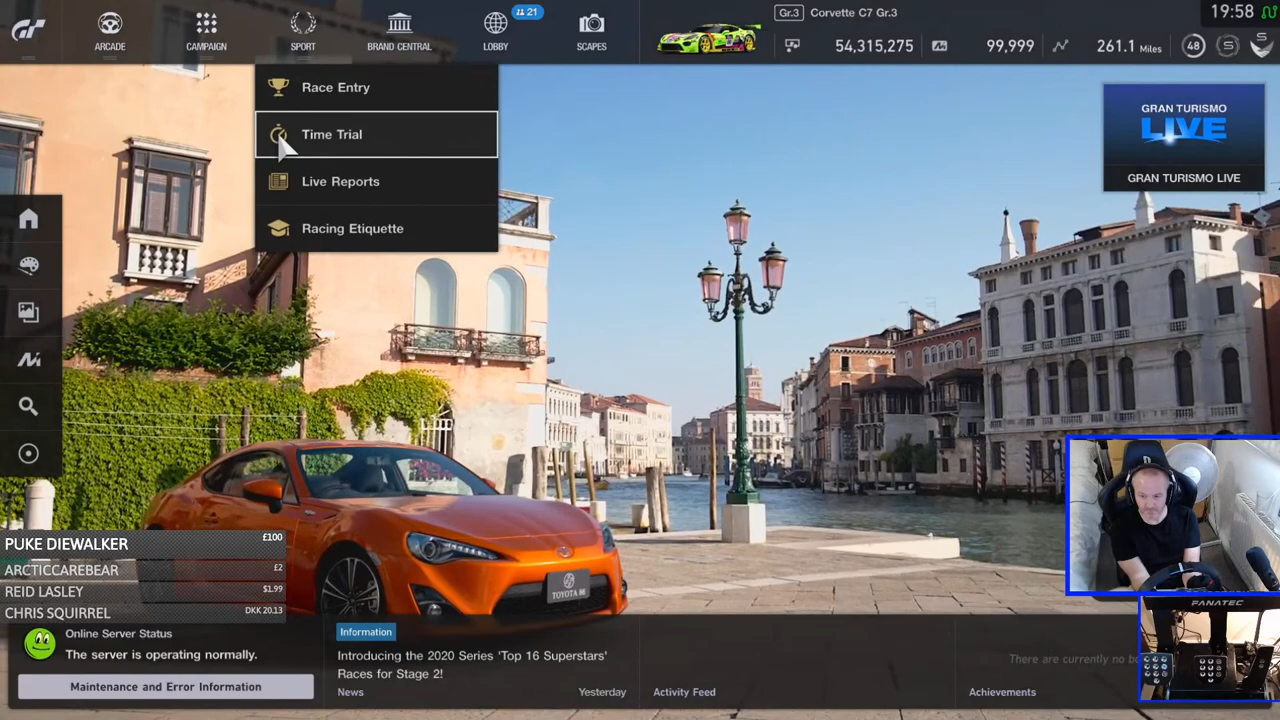 ARCADE
CAMPAIGN
SPORT
BRAND CENTRAL
21
LOBBY
SCAPES
Gr.3 Corvette C7 Gr.3
54,315,275
99,999
261.1 Miles
48
S
S
19:58
Race Entry
Time Trial
Live Reports
Racing Etiquette
GRAN TURISMO
LIVE
GRAN TURISMO LIVE
PUKE DIEWALKER £100
ARCTICCAREBEAR £2
REID LASLEY $1.99
CHRIS SQUIRREL DKK 20.13
TOYOTA 86
Online Server Status
The server is operating normally.
Maintenance and Error Information
Information
Introducing the 2020 Series 'Top 16 Superstars'
Races for Stage 2!
News Yesterday
Activity Feed
There are currently no
Achievements
FANATEC